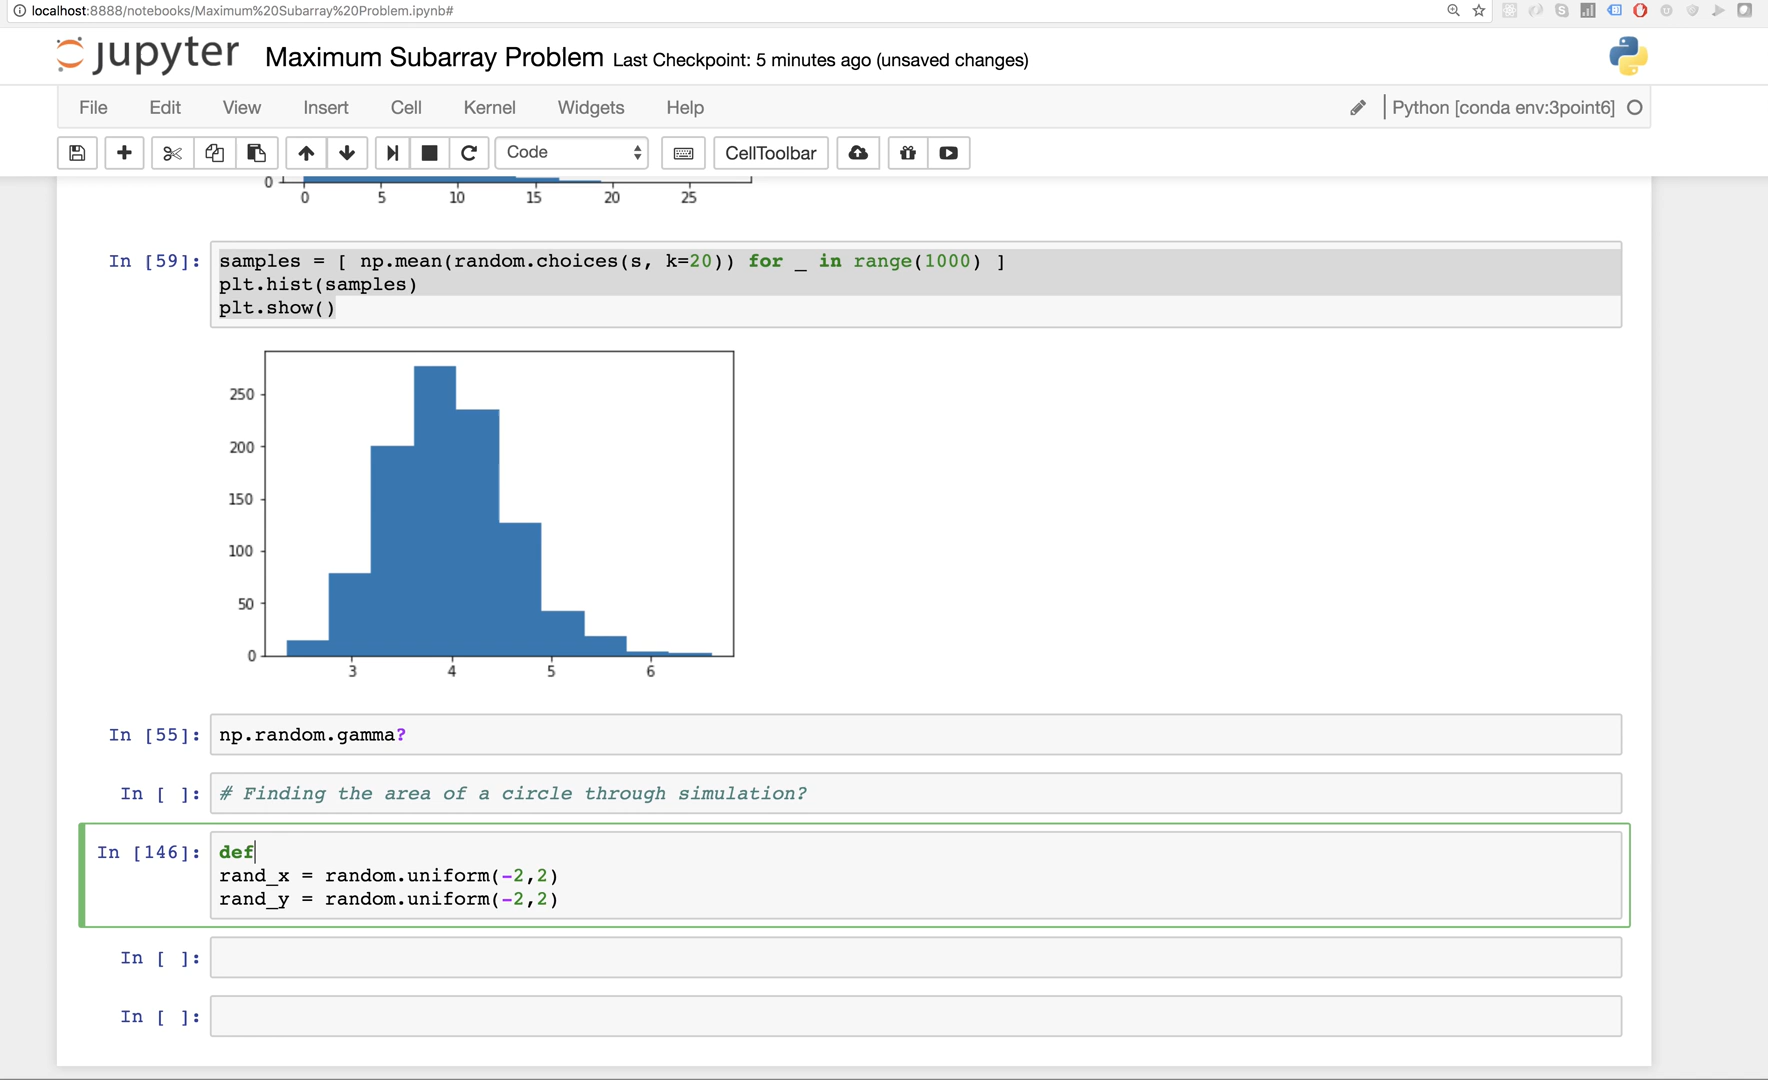 localhost:8888/notebooks/Maximum%20Subarray%20Problem.ipynb#
jupyter Maximum Subarray Problem Last Checkpoint: 5 minutes ago (unsaved changes)
File Edit View Insert Cell Kernel Widgets Help Python [conda env:3point6]
Code CellToolbar
0
0 5 10 15 20 25
In [59]: samples = [ np.mean(random.choices(s, k=20)) for _ in range(1000) ]
plt.hist(samples)
plt.show()
250
200
150
100
50
0
3 4 5 6
In [55]: np.random.gamma?
In [ ]: # Finding the area of a circle through simulation?
In [146]: def
rand_x = random.uniform(-2,2)
rand_y = random.uniform(-2,2)
In [ ]:
In [ ]: